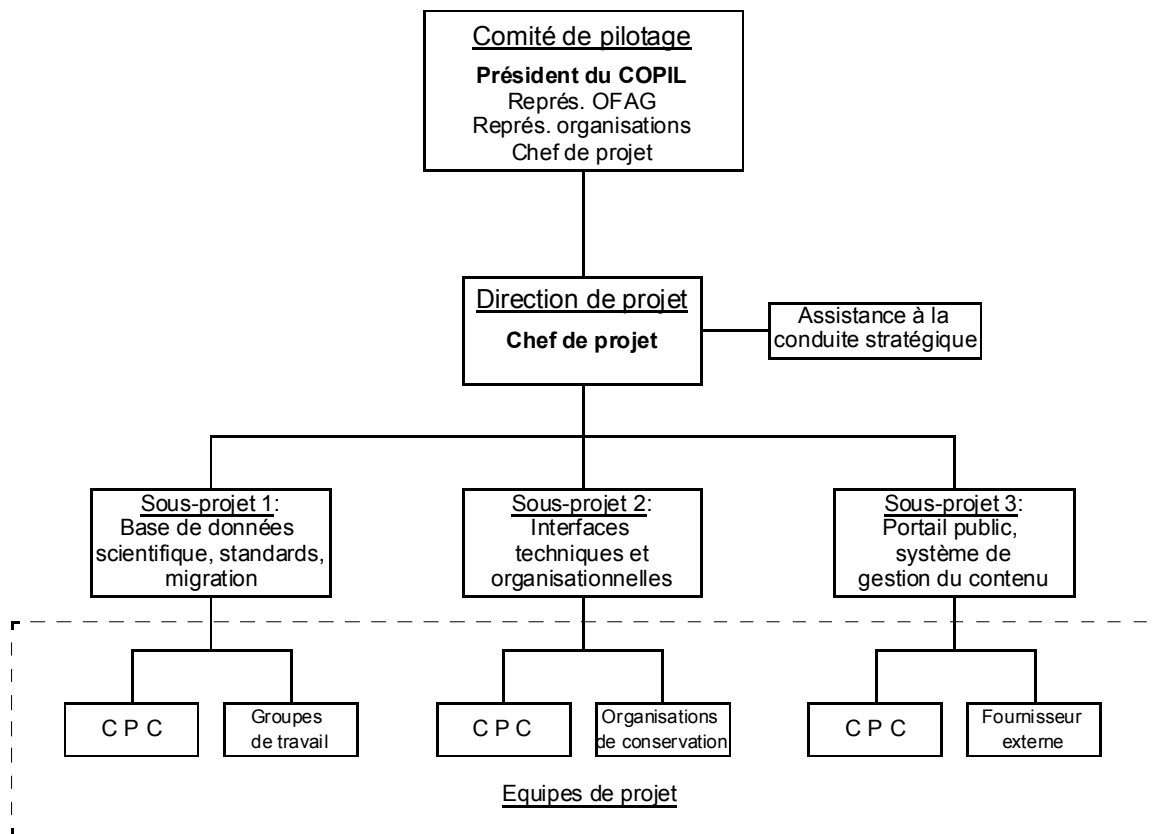 Comité de pilotage
Président du COPIL
Représ. OFAG
Représ. organisations
Chef de projet
Direction de projet
Chef de projet
Assistance à la
conduite stratégique
Sous-projet 1:
Base de données
scientifique, standards,
migration
Sous-projet 2:
Interfaces
techniques et
organisationnelles
Sous-projet 3:
Portail public,
système de
gestion du contenu
C P C
Groupes
de travail
C P C
Organisations
de conservation
C P C
Fournisseur
externe
Equipes de projet